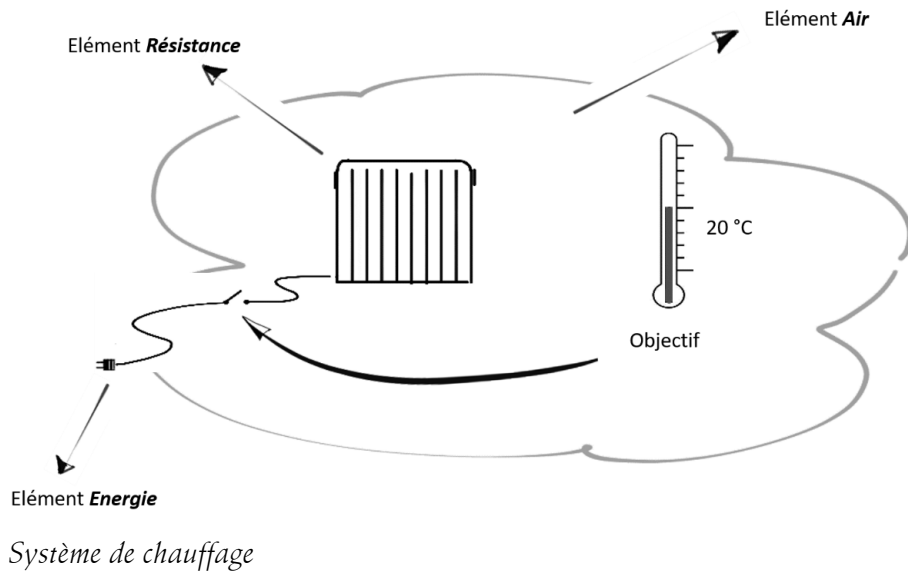 Elément Air
Elément Résistance
20 °C
Objectif
Elément Energie
Système de chauffage